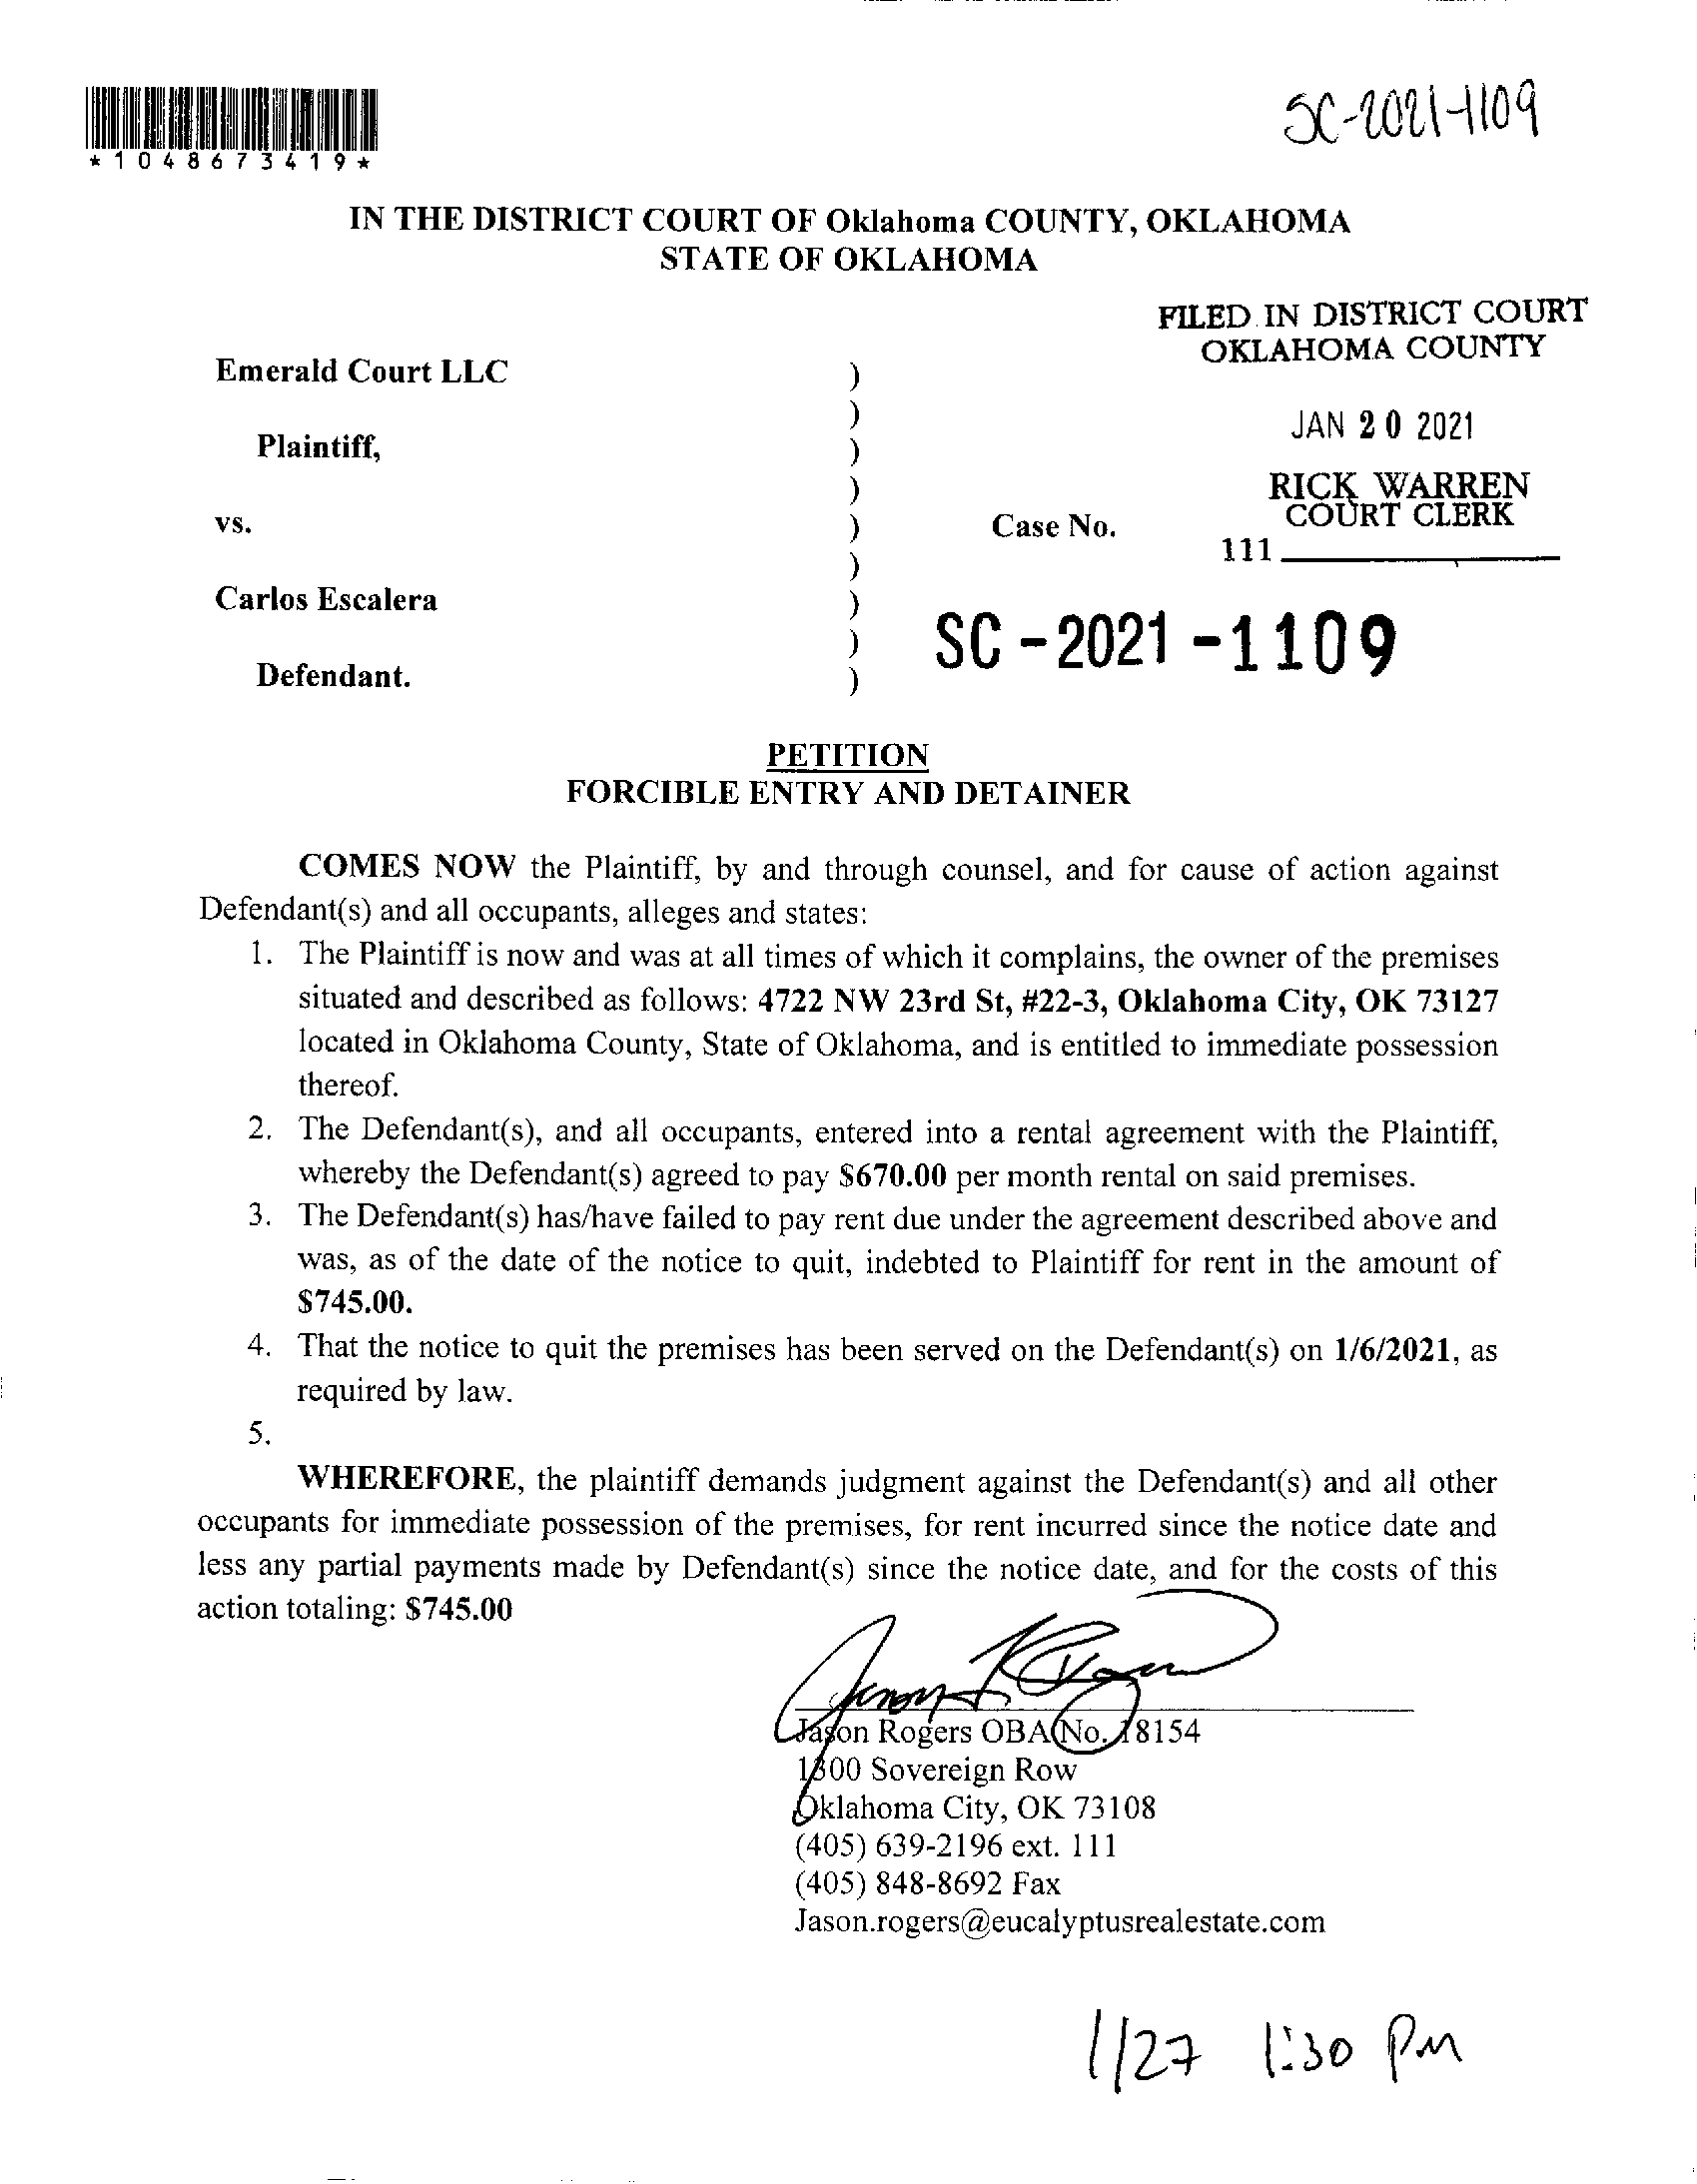 SC-2021-1109
*1048673419*
IN THE DISTRICT COURT OF Oklahoma COUNTY, OKLAHOMA
STATE OF OKLAHOMA
FILED IN DISTRICT COURT
OKLAHOMA COUNTY
Emerald Court LLC )
)
JAN 20 2021
Plaintiff, )
)
RICK WARREN
COURT CLERK
vs. ) Case No.
111
)
Carlos Escalera )
) SC-2021-1109
Defendant. )
PETITION
FORCIBLE ENTRY AND DETAINER
COMES NOW the Plaintiff, by and through counsel, and for cause of action against
Defendant(s) and all occupants, alleges and states:
1. The Plaintiff is now and was at all times of which it complains, the owner of the premises
situated and described as follows: 4722 NW 23rd St, #22-3, Oklahoma City, OK 73127
located in Oklahoma County, State of Oklahoma, and is entitled to immediate possession
thereof.
2. The Defendant(s), and all occupants, entered into a rental agreement with the Plaintiff,
whereby the Defendant(s) agreed to pay $670.00 per month rental on said premises.
3. The Defendant(s) has/have failed to pay rent due under the agreement described above and
was, as of the date of the notice to quit, indebted to Plaintiff for rent in the amount of
$745.00.
4. That the notice to quit the premises has been served on the Defendant(s) on 1/6/2021, as
required by law.
5.
WHEREFORE, the plaintiff demands judgment against the Defendant(s) and all other
occupants for immediate possession of the premises, for rent incurred since the notice date and
less any partial payments made by Defendant(s) since the notice date, and for the costs of this
action totaling: $745.00
Jason Rogers OBA No. 18154
1300 Sovereign Row
Oklahoma City, OK 73108
(405) 639-2196 ext. 111
(405) 848-8692 Fax
Jason.rogers@eucalyptusrealestate.com
1/27 1:30 PM